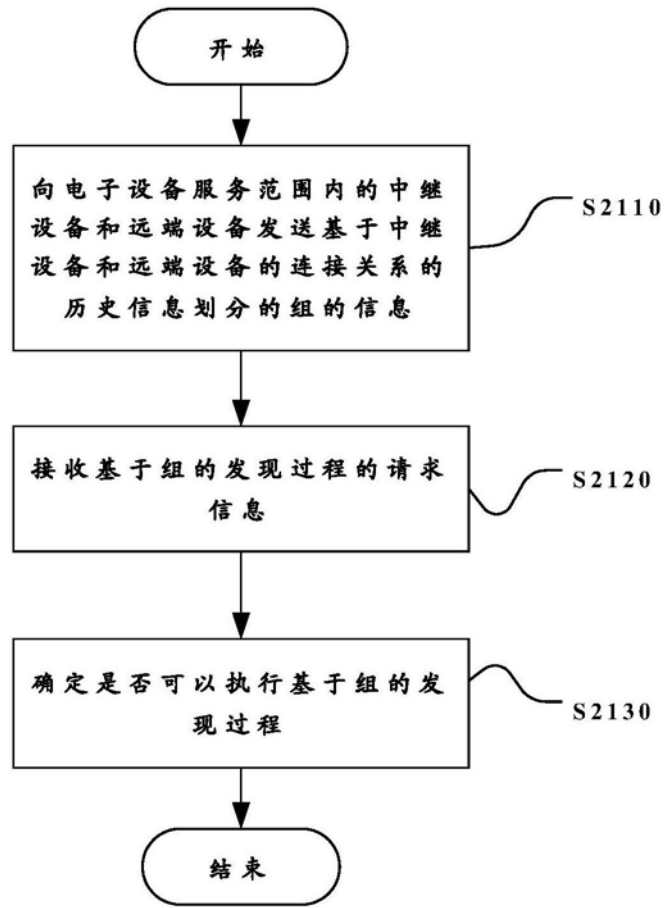 开始
向电子设备服务范围内的中继
设备和远端设备发送基于中继
设备和远端设备的连接关系的
历史信息划分的组的信息
S2110
接收基于组的发现过程的请求
信息
S2120
确定是否可以执行基于组的发
现过程
S2130
结束